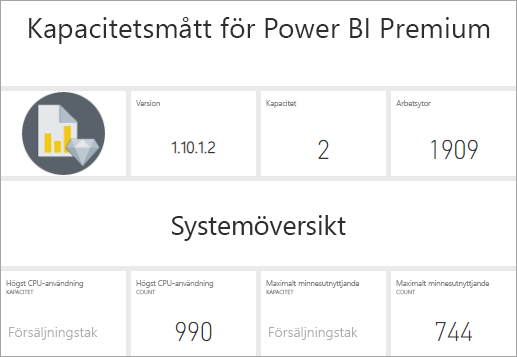 Kapacitetsmått för Power BI Premium
Version
Kapacitet
Arbetsytor
1.10.1.2
2
1909
Systemöversikt
Högst CPU-användning
KAPACITET
Försäljningstak
Högst CPU-användning
COUNT
990
Maximalt minnesutnyttjande
KAPACITET
Försäljningstak
Maximalt minnesutnyttjande
COUNT
744